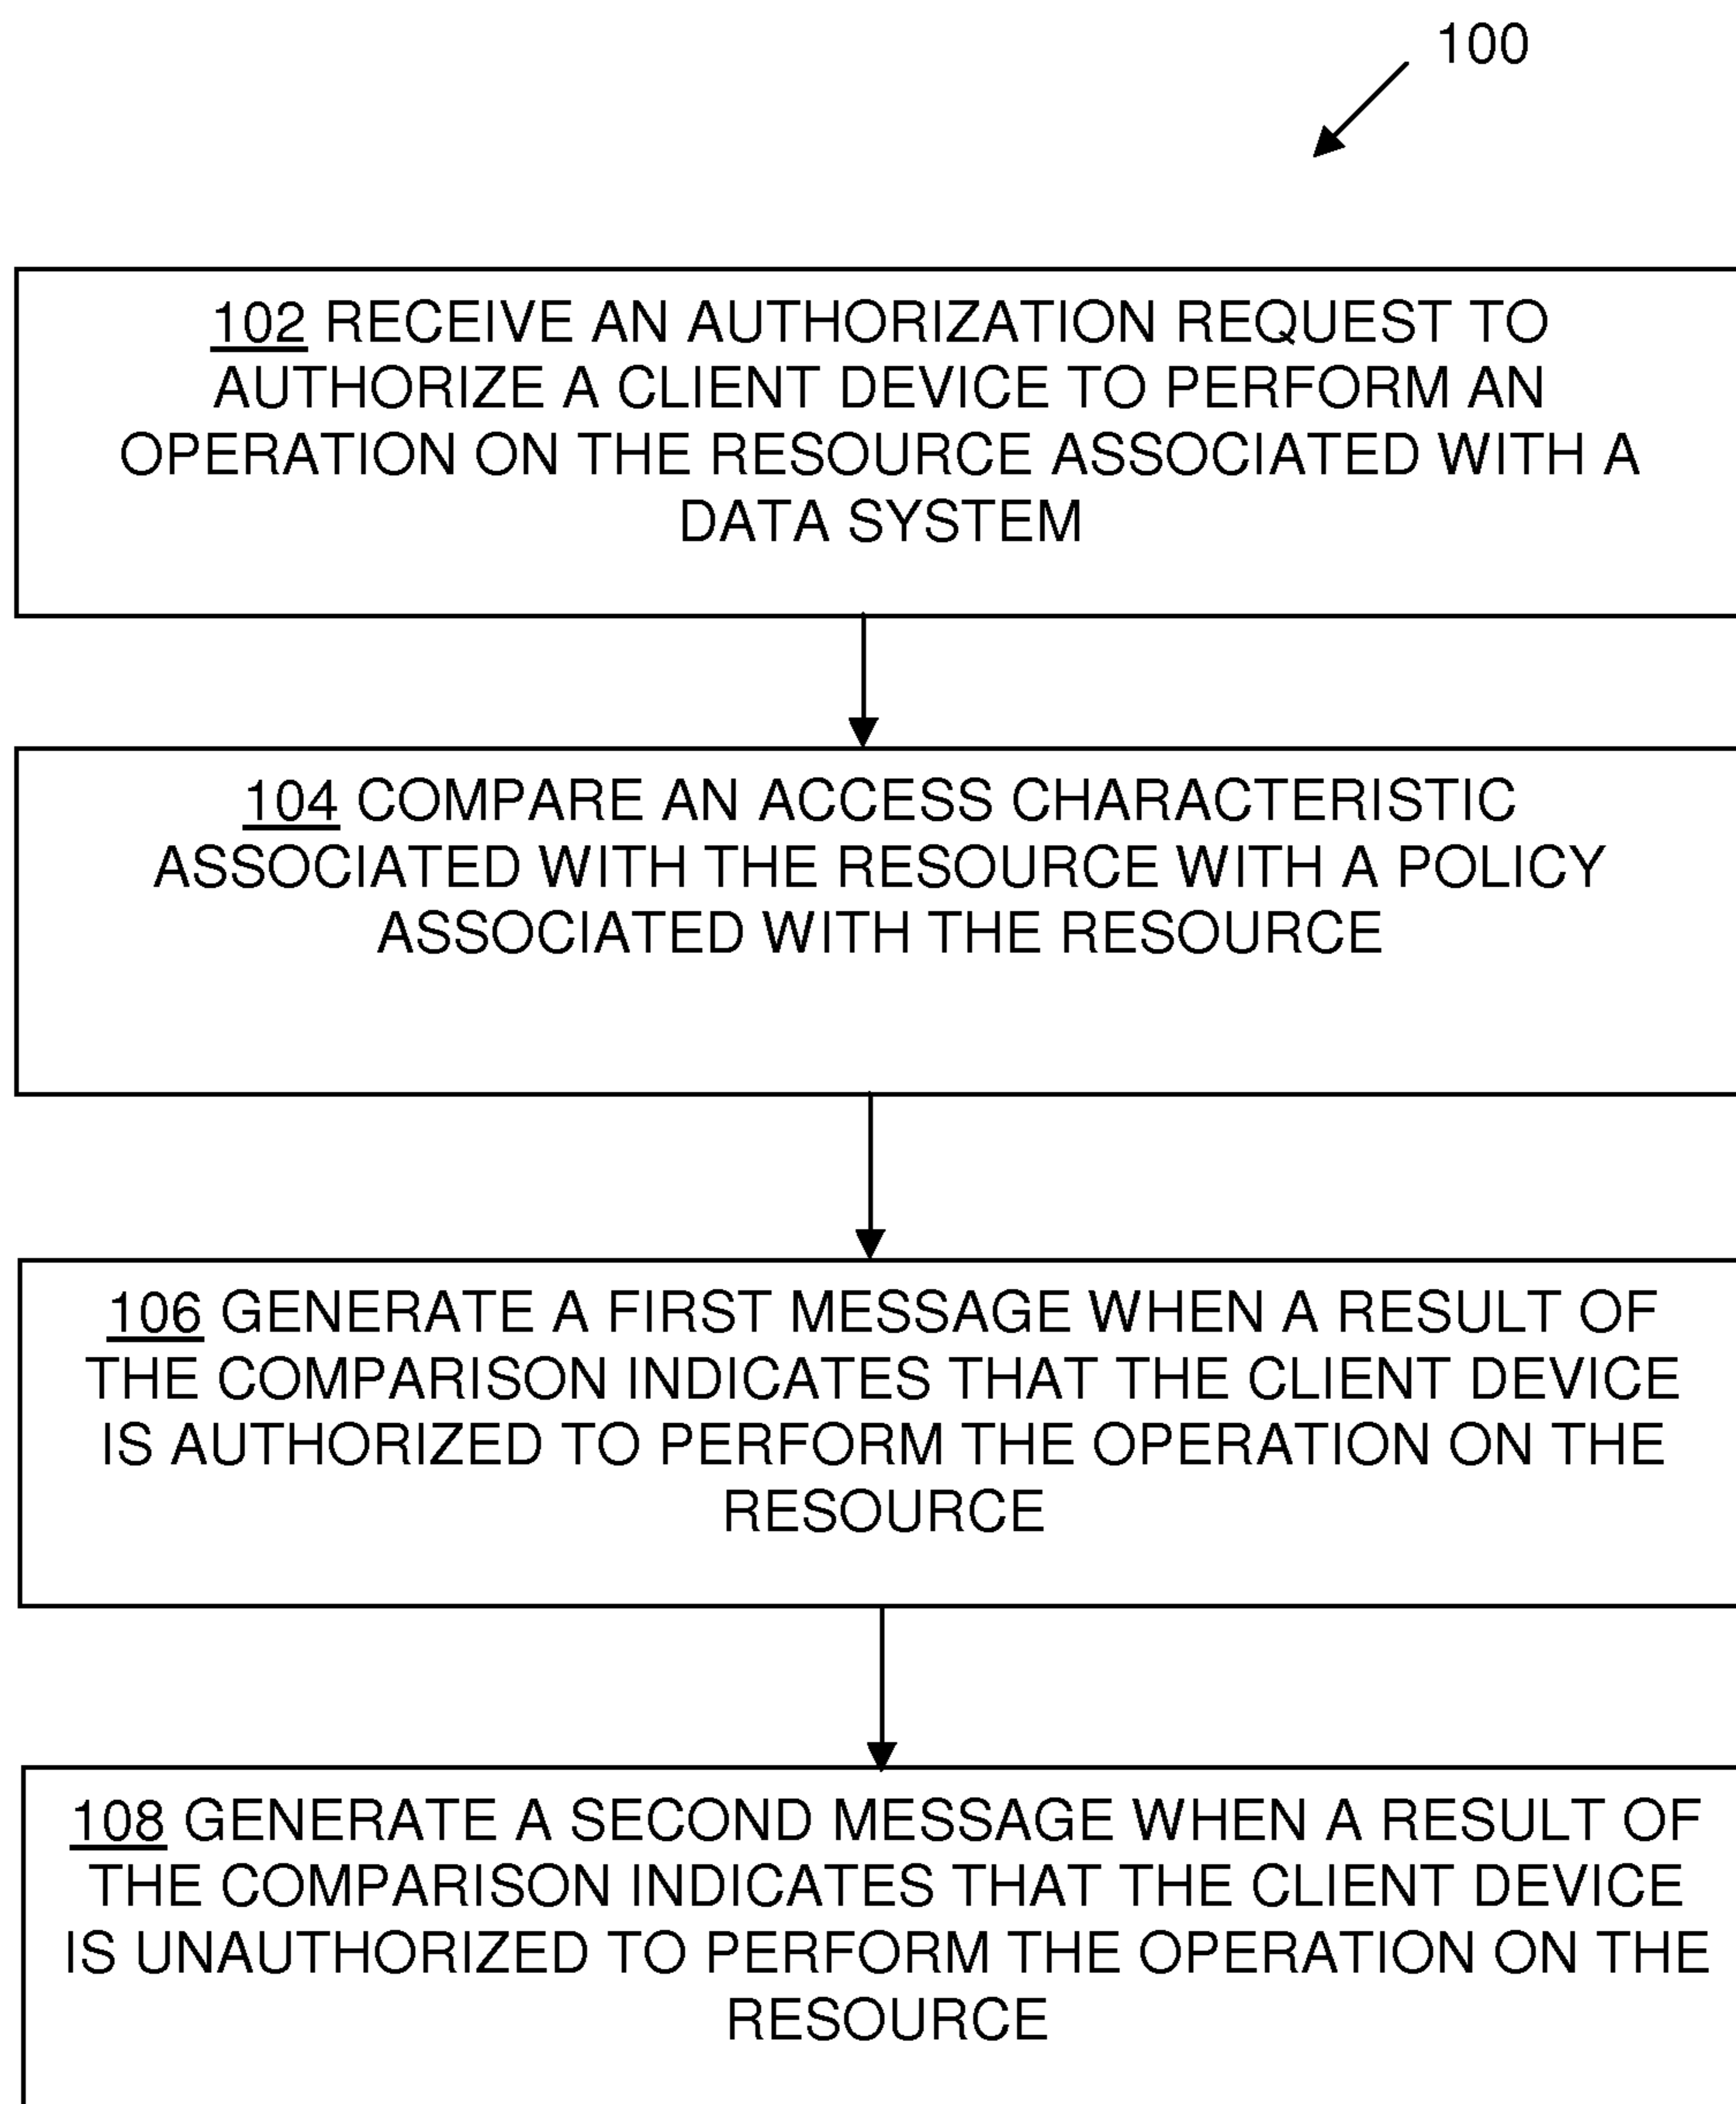 100
102 RECEIVE AN AUTHORIZATION REQUEST TO
AUTHORIZE A CLIENT DEVICE TO PERFORM AN
OPERATION ON THE RESOURCE ASSOCIATED WITH A
DATA SYSTEM
104 COMPARE AN ACCESS CHARACTERISTIC
ASSOCIATED WITH THE RESOURCE WITH A POLICY
ASSOCIATED WITH THE RESOURCE
106 GENERATE A FIRST MESSAGE WHEN A RESULT OF
THE COMPARISON INDICATES THAT THE CLIENT DEVICE
IS AUTHORIZED TO PERFORM THE OPERATION ON THE
RESOURCE
108 GENERATE A SECOND MESSAGE WHEN A RESULT OF
THE COMPARISON INDICATES THAT THE CLIENT DEVICE
IS UNAUTHORIZED TO PERFORM THE OPERATION ON THE
RESOURCE